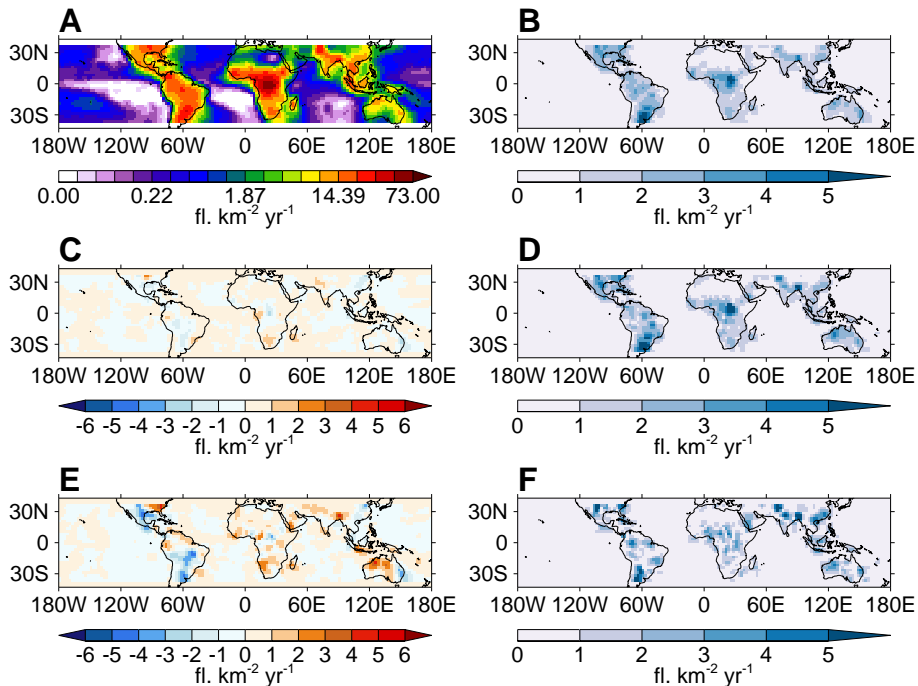 A
B
30N
0
30S
30N
0
30S
180W 120W 60W 0 60E 120E 180E
180W 120W 60W 0 60E 120E 180E
0.00 0.22 1.87 14.39 73.00
0 1 2 3 4 5
fl. km⁻² yr⁻¹
fl. km⁻² yr⁻¹
C
D
30N
0
30S
30N
0
30S
180W 120W 60W 0 60E 120E 180E
180W 120W 60W 0 60E 120E 180E
-6 -5 -4 -3 -2 -1 0 1 2 3 4 5 6
0 1 2 3 4 5
fl. km⁻² yr⁻¹
fl. km⁻² yr⁻¹
E
F
30N
0
30S
30N
0
30S
180W 120W 60W 0 60E 120E 180E
180W 120W 60W 0 60E 120E 180E
-6 -5 -4 -3 -2 -1 0 1 2 3 4 5 6
0 1 2 3 4 5
fl. km⁻² yr⁻¹
fl. km⁻² yr⁻¹